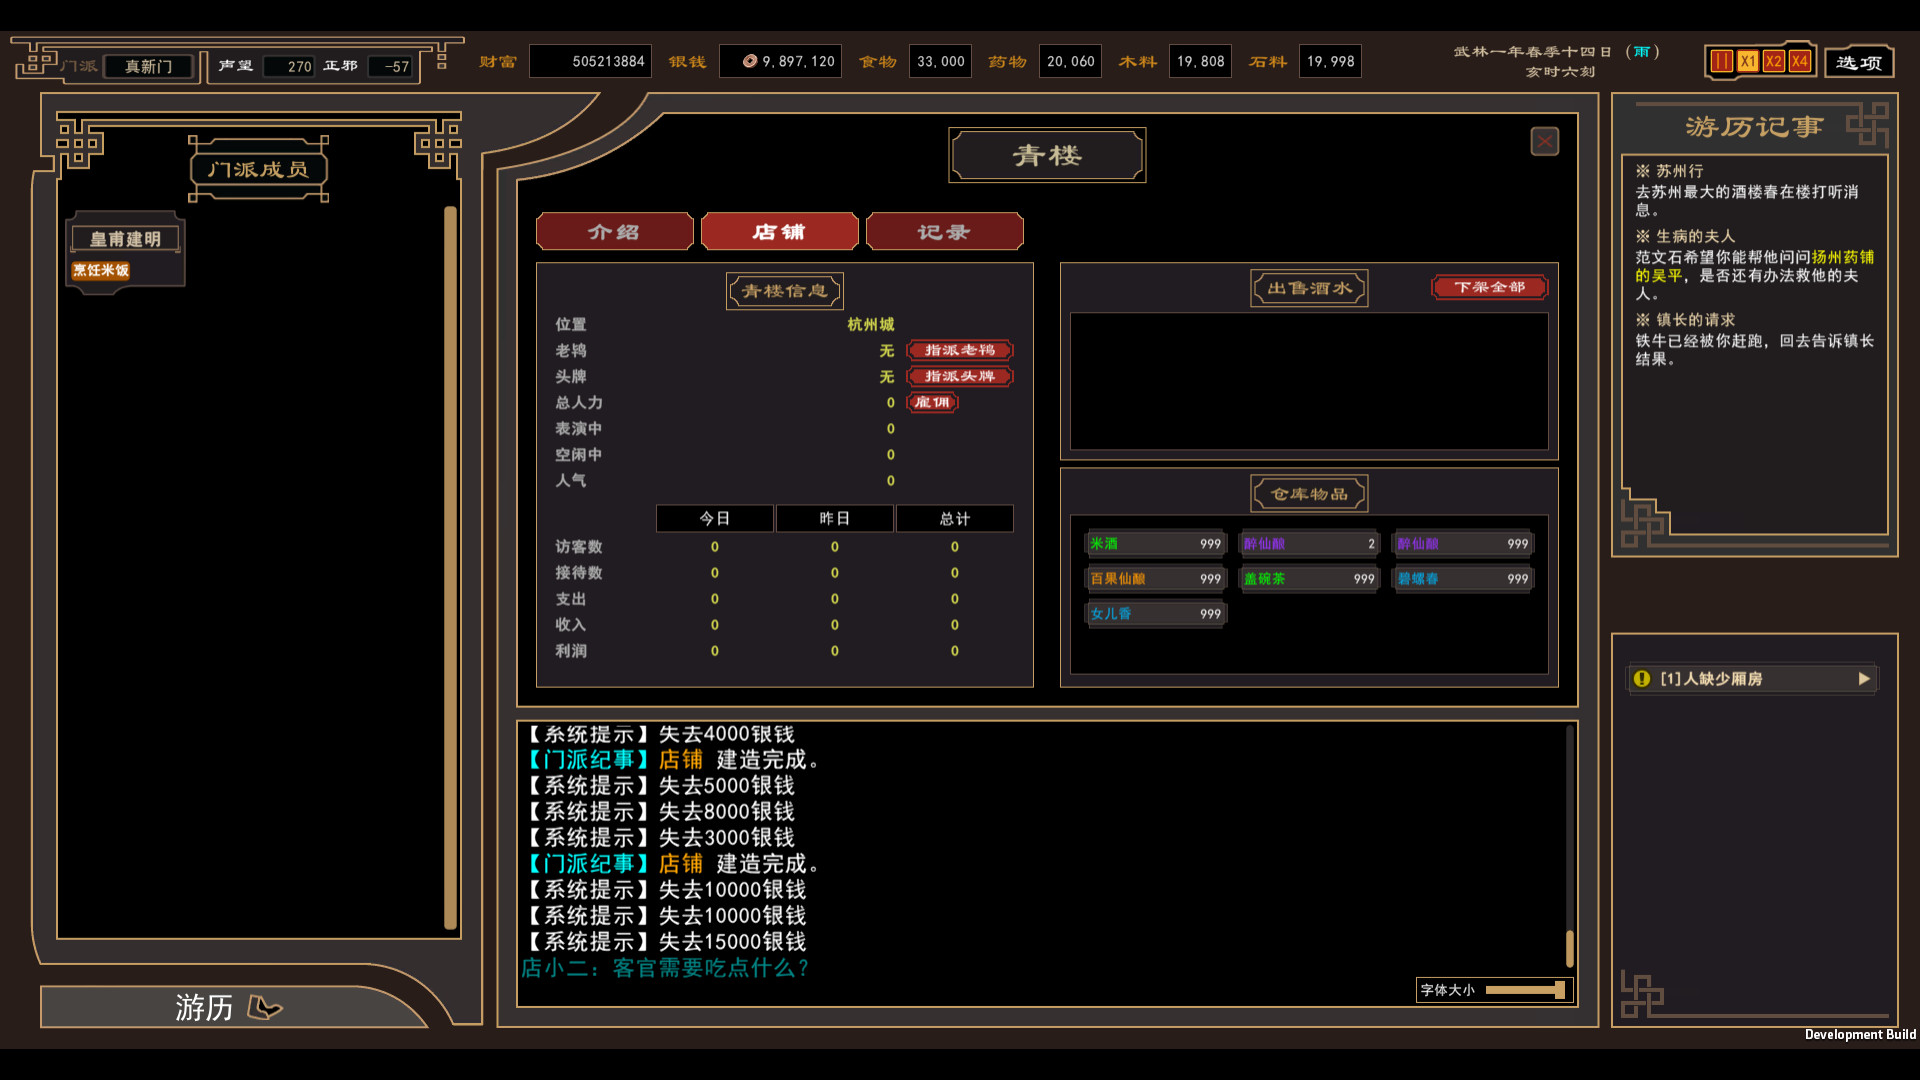 门派 真新门 声望 270 正邪 -57 财富 505213884 银钱 9,897,120 食物 33,000 药物 20,060 木料 19,808 石料 19,998
武林一年春季十四日 (雨)
亥时六刻
X1 X2 X4 选项
门派成员
皇甫建明
烹饪米饭
游历
青楼
介绍 店铺 记录
青楼信息
位置 杭州城
老鸨 无 指派老鸨
头牌 无 指派头牌
总人力 0 雇佣
表演中 0
空闲中 0
人气 0
今日 昨日 总计
访客数 0 0 0
接待数 0 0 0
支出 0 0 0
收入 0 0 0
利润 0 0 0
出售酒水 下架全部
仓库物品
米酒 999 醉仙酿 2 醉仙酿 999
百果仙酿 999 盖碗茶 999 碧螺春 999
女儿香 999
【系统提示】失去4000银钱
【门派纪事】店铺 建造完成。
【系统提示】失去5000银钱
【系统提示】失去8000银钱
【系统提示】失去3000银钱
【门派纪事】店铺 建造完成。
【系统提示】失去10000银钱
【系统提示】失去10000银钱
【系统提示】失去15000银钱
店小二：客官需要吃点什么?
字体大小
游历记事
※ 苏州行
去苏州最大的酒楼春在楼打听消
息。
※ 生病的夫人
范文石希望你能帮他问问扬州药铺
的吴平，是否还有办法救他的夫
人。
※ 镇长的请求
铁牛已经被你赶跑，回去告诉镇长
结果。
[1]人缺少厢房
Development Build